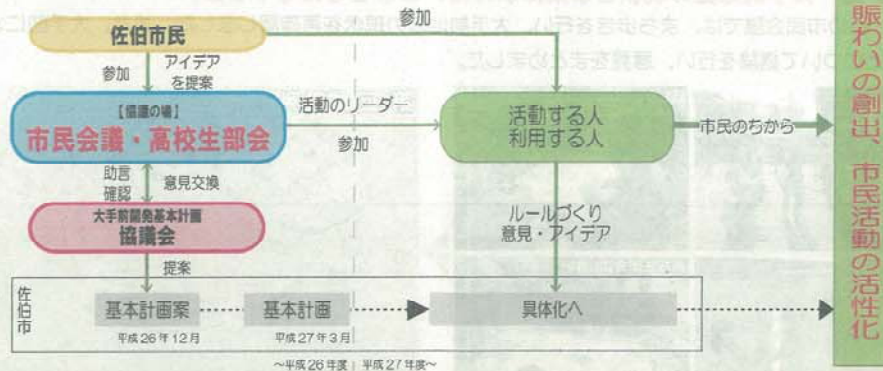 佐伯市民
参加
参加
アイデア
を提案
【協議の場】
市民会議・高校生部会
活動のリーダー
参加
活動する人
利用する人
市民のちから
賑わいの創出、市民活動の活性化
助言
確認
意見交換
大手前開発基本計画
協議会
ルールづくり
意見・アイデア
提案
佐伯市
基本計画案
基本計画
具体化へ
平成26年12月
平成27年3月
~平成26年度
平成27年度~